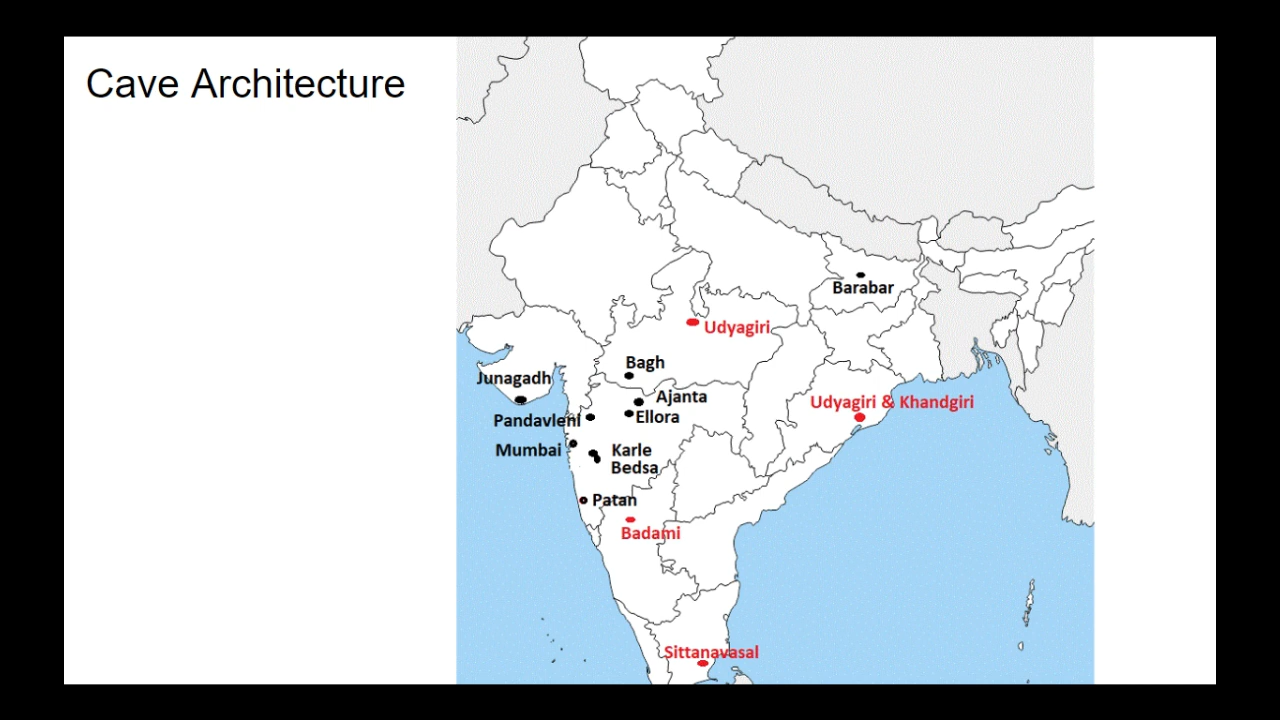 Cave Architecture
Barabar
Udyagiri
Bagh
Junagadh
Ajanta
Udyagiri & Khandgiri
Ellora
Pandavleni
Mumbai
Karle
Bedsa
Patan
Badami
Sittanavasal